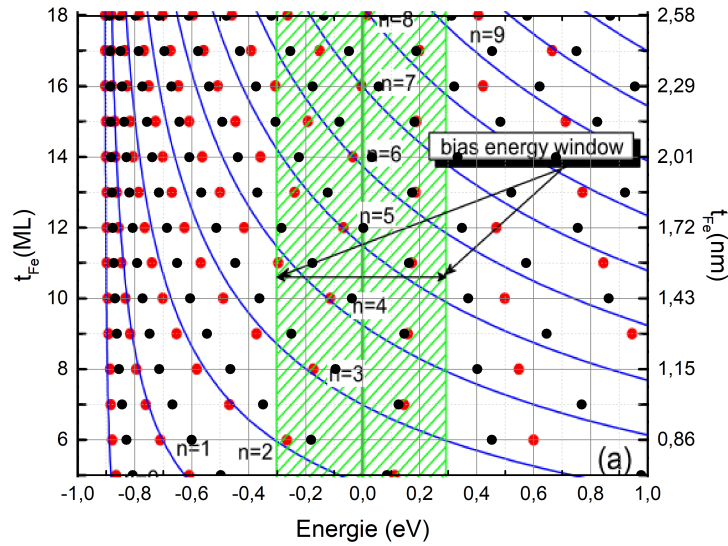 18
n=8
n=9
2,58
16
n=7
2,29
14
n=6
bias energy window
2,01
12
n=5
1,72
t_Fe(ML)
t_Fe(nm)
10
n=4
1,43
8
n=3
1,15
6
n=1
n=2
0,86
(a)
-1,0 -0,8 -0,6 -0,4 -0,2 0,0 0,2 0,4 0,6 0,8 1,0
Energie (eV)